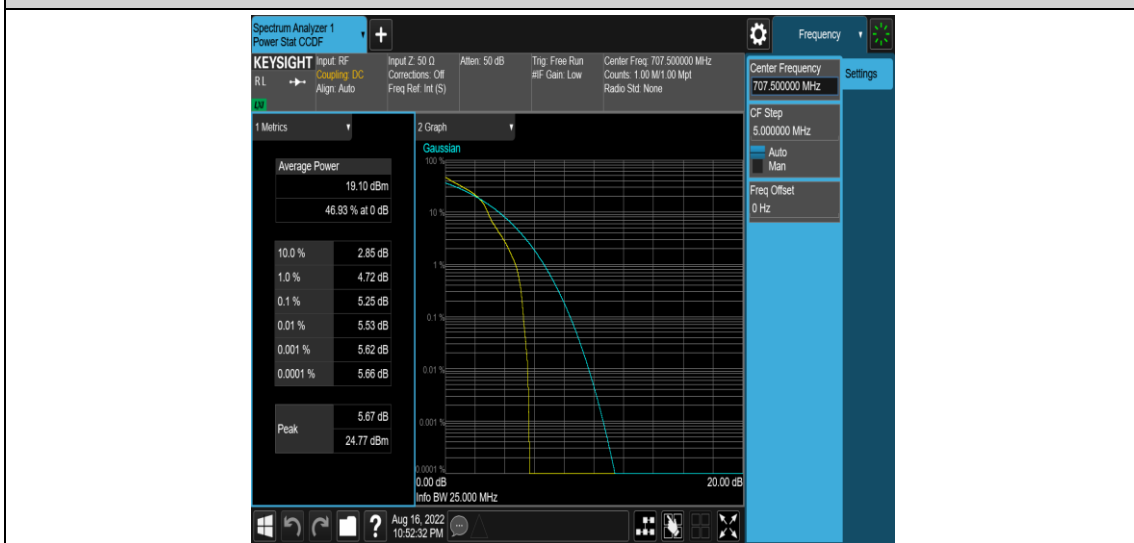 Spectrum Analyzer 1
Power Stat CCDF
+
Frequency
KEYSIGHT
RL
LXI
Input: RF
Coupling: DC
Align: Auto
Input Z: 50 Ω
Corrections: Off
Freq Ref: Int (S)
Atten: 50 dB
Trig: Free Run
#IF Gain: Low
Center Freq: 707.500000 MHz
Counts: 1.00 M/1.00 Mpt
Radio Std: None
Center Frequency
707.500000 MHz
Settings
CF Step
5.000000 MHz
Auto
Man
Freq Offset
0 Hz
1 Metrics
Average Power
19.10 dBm
46.93 % at 0 dB
10.0 % 2.85 dB
1.0 % 4.72 dB
0.1 % 5.25 dB
0.01 % 5.53 dB
0.001 % 5.62 dB
0.0001 % 5.66 dB
Peak
5.67 dB
24.77 dBm
2 Graph
Gaussian
100 %
10 %
1 %
0.1 %
0.01 %
0.001 %
0.0001 %
0.00 dB 20.00 dB
Info BW 25.000 MHz
?
Aug 16, 2022
10:52:32 PM